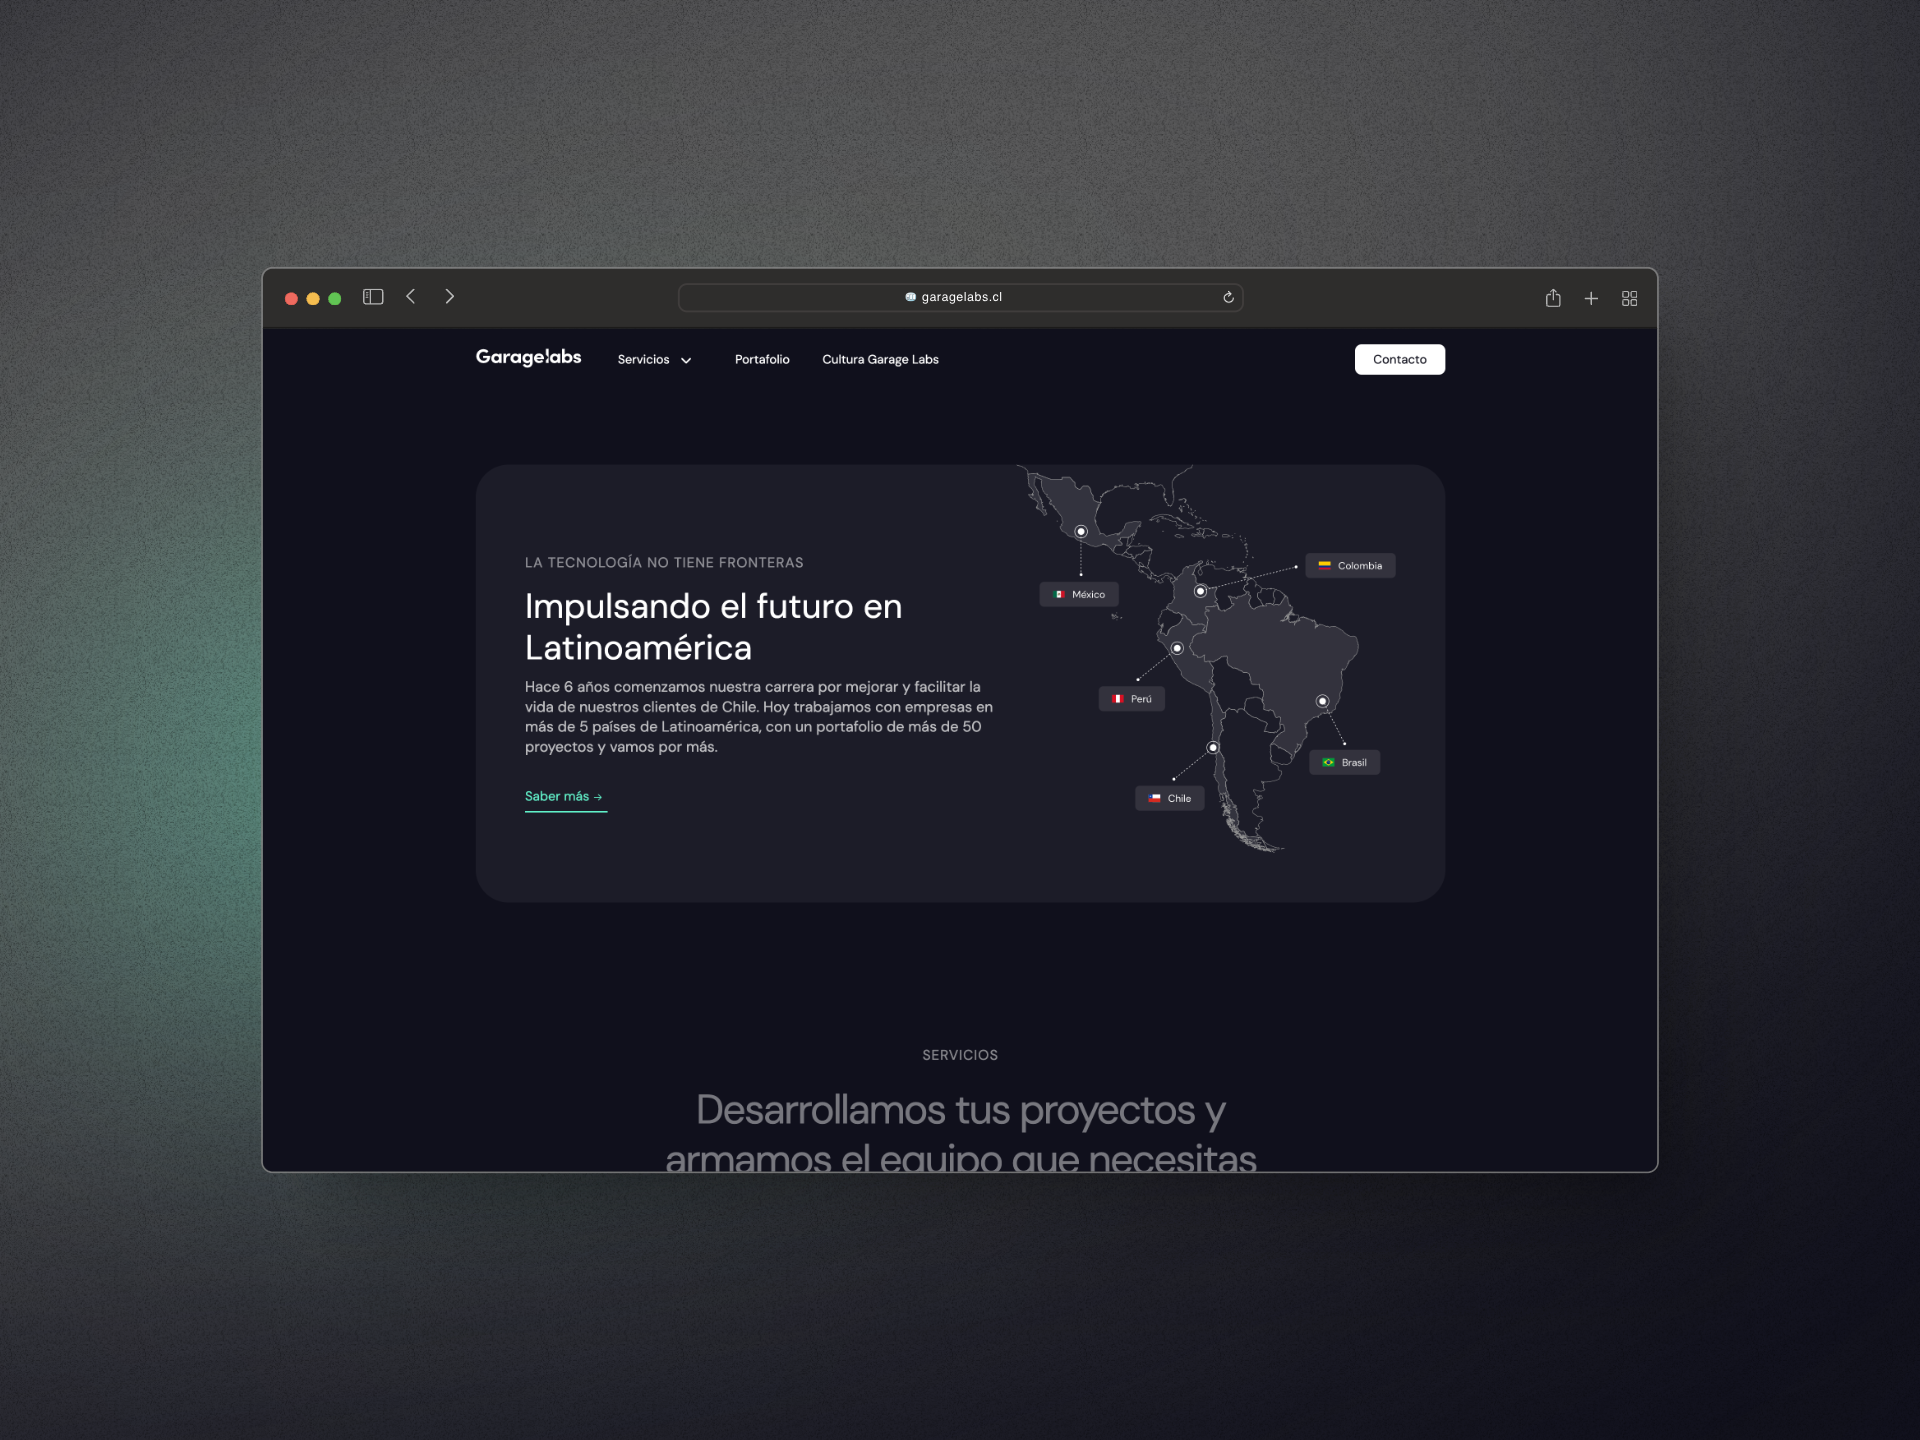 garagelabs.cl
Garagelabs
Servicios
Portafolio
Cultura Garage Labs
Contacto
LA TECNOLOGÍA NO TIENE FRONTERAS
Impulsando el futuro en
Latinoamérica
Hace 6 años comenzamos nuestra carrera por mejorar y facilitar la
vida de nuestros clientes de Chile. Hoy trabajamos con empresas en
más de 5 países de Latinoamérica, con un portafolio de más de 50
proyectos y vamos por más.
Saber más →
Colombia
México
Perú
Brasil
Chile
SERVICIOS
Desarrollamos tus proyectos y
armamos el equipo que necesitas